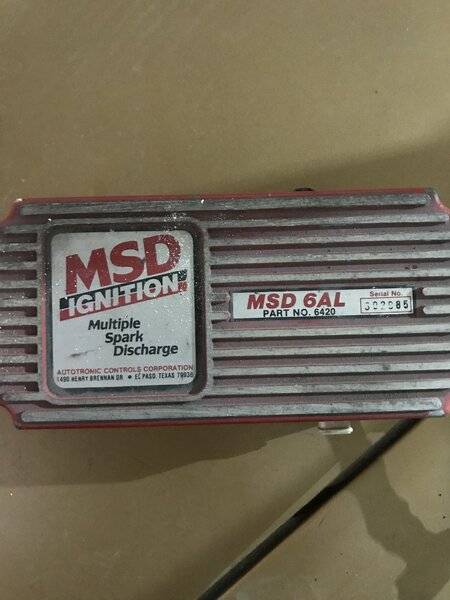 MSD
IGNITION
Multiple
Spark
Discharge
AUTOTRONIC CONTROLS CORPORATION
1490 HENRY BRENNAN DR • EL PASO, TEXAS 79936
MSD 6AL
PART NO. 6420
Serial No.
302085